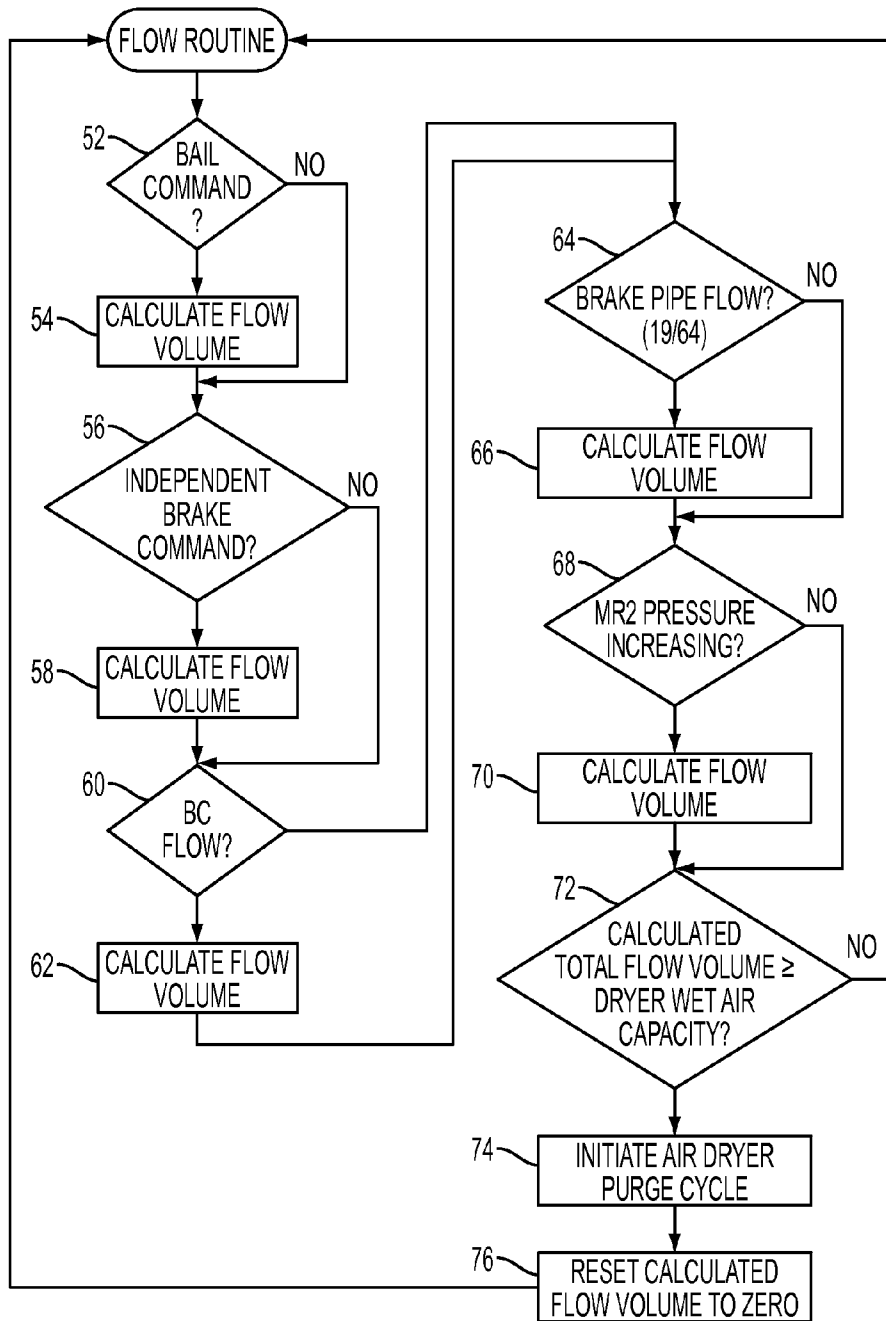 FLOW ROUTINE
52
BAIL
COMMAND
?
NO
54
CALCULATE FLOW
VOLUME
56
INDEPENDENT
BRAKE
COMMAND?
NO
58
CALCULATE FLOW
VOLUME
60
BC
FLOW?
62
CALCULATE FLOW
VOLUME
64
BRAKE PIPE FLOW?
(19/64)
NO
66
CALCULATE FLOW
VOLUME
68
MR2 PRESSURE
INCREASING?
NO
70
CALCULATE FLOW
VOLUME
72
CALCULATED
TOTAL FLOW VOLUME ≥
DRYER WET AIR
CAPACITY?
NO
74
INITIATE AIR DRYER
PURGE CYCLE
76
RESET CALCULATED
FLOW VOLUME TO ZERO